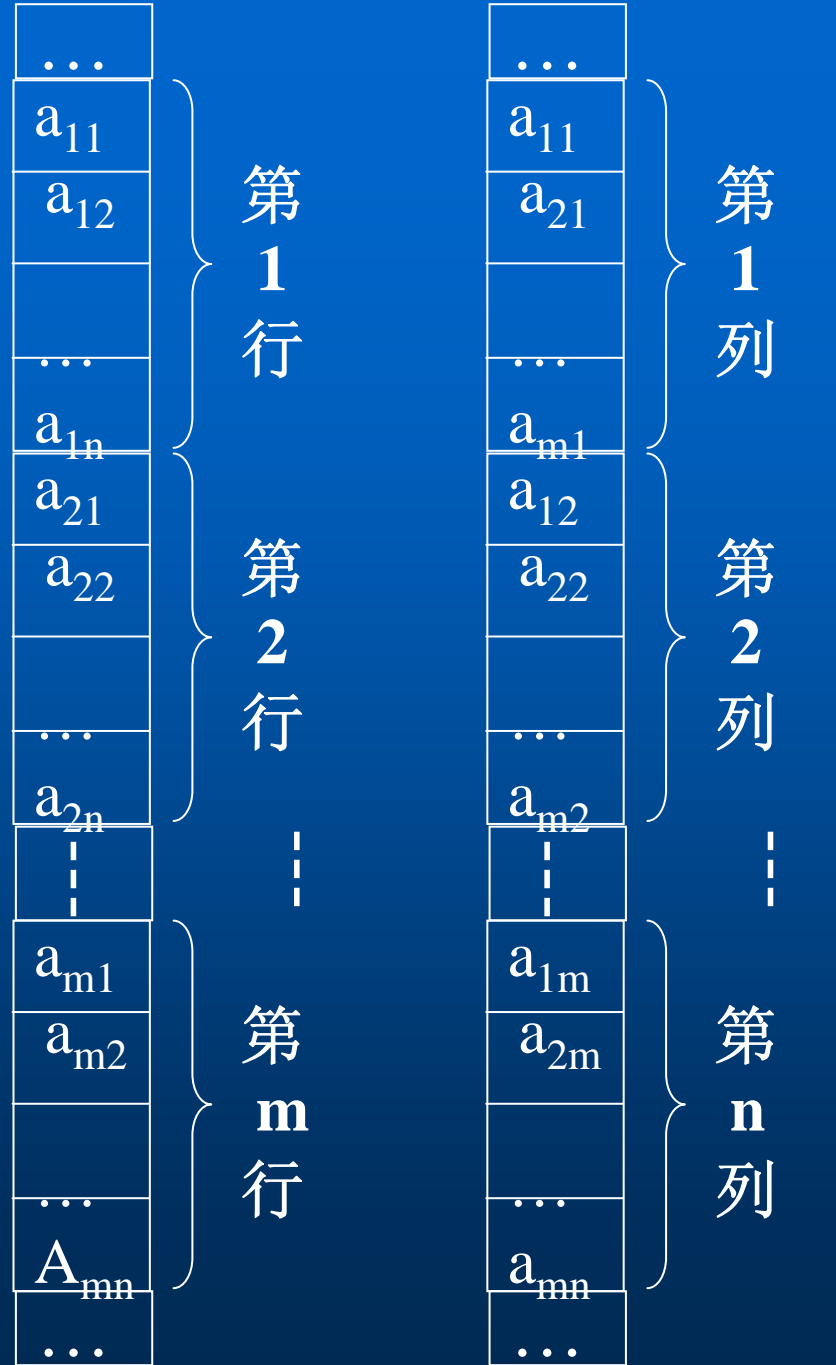 …
a11
a12
…
a1n
第
1
行
a21
a22
…
a2n
第
2
行
am1
am2
…
Amn
第
m
行
…
…
a11
a21
…
am1
第
1
列
a12
a22
…
am2
第
2
列
a1m
a2m
…
amn
第
n
列
…